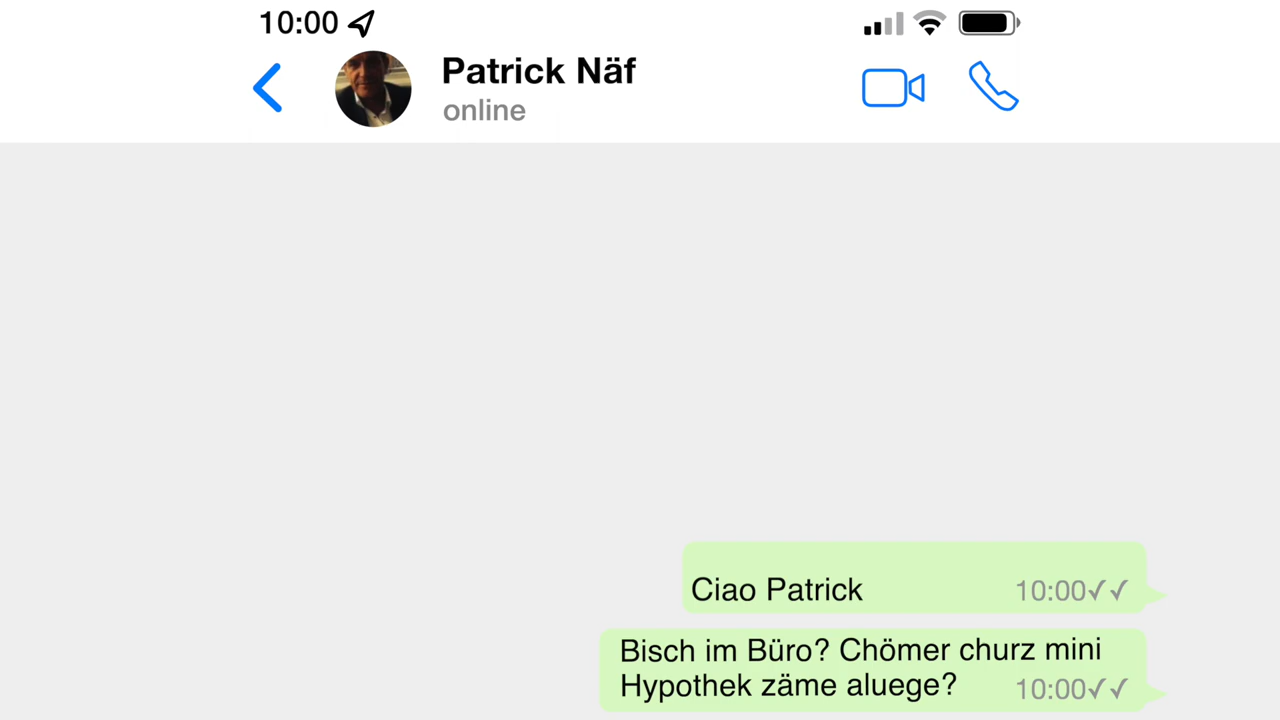 10:00
Patrick Näf
online
Ciao Patrick
10:00✓✓
Bisch im Büro? Chömer churz mini
Hypothek zäme aluege?
10:00✓✓